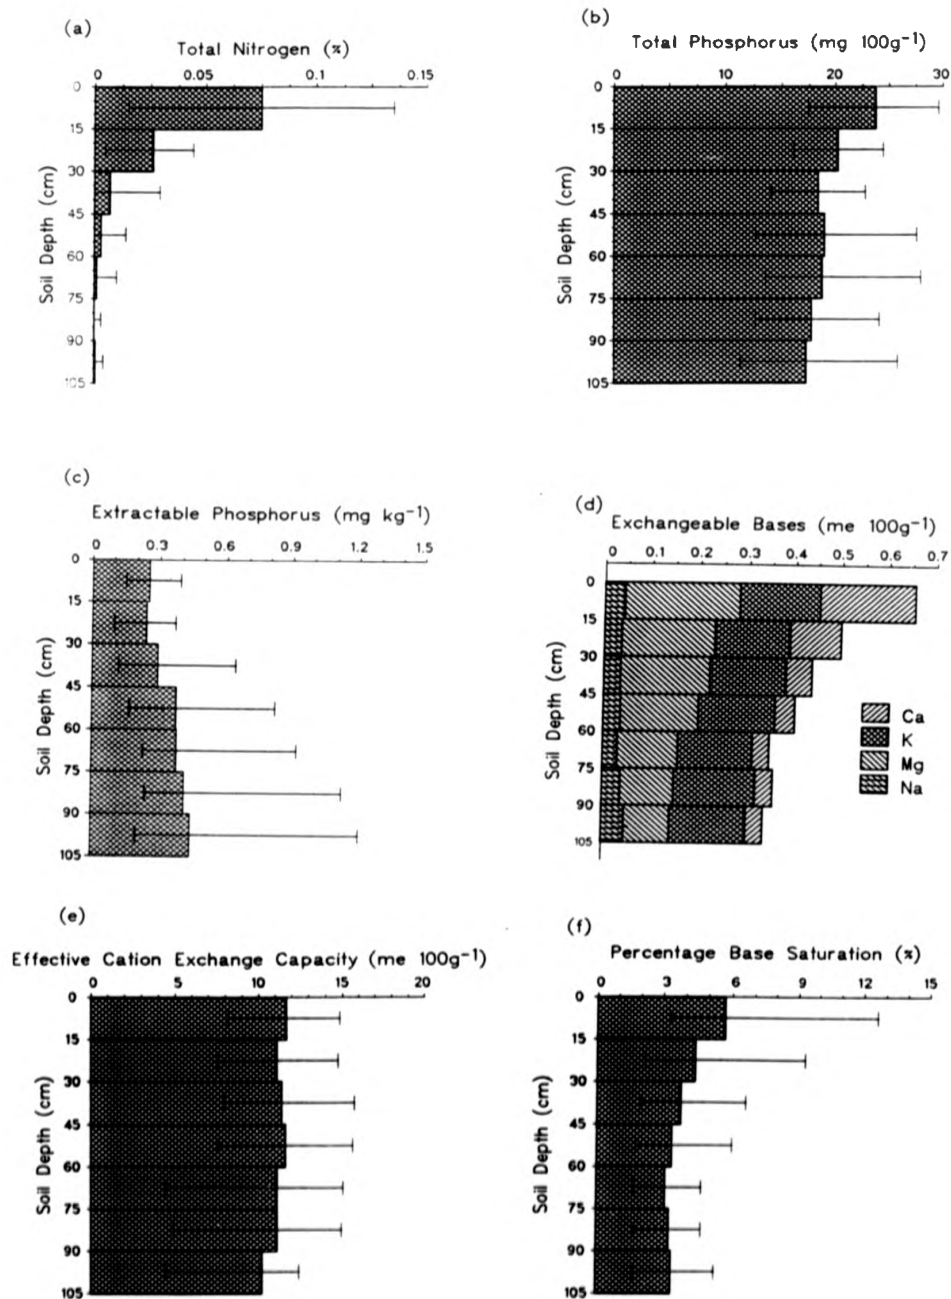 (a)
Total Nitrogen (%)
0 0.05 0.1 0.15
0
15
30
45
60
75
90
105
Soil Depth (cm)
(b)
Total Phosphorus (mg 100g⁻¹)
0 10 20 30
0
15
30
45
60
75
90
105
Soil Depth (cm)
(c)
Extractable Phosphorus (mg kg⁻¹)
0 0.3 0.6 0.9 1.2 1.5
0
15
30
45
60
75
90
105
Soil Depth (cm)
(d)
Exchangeable Bases (me 100g⁻¹)
0 0.1 0.2 0.3 0.4 0.5 0.6 0.7
0
15
30
45
60
75
90
105
Soil Depth (cm)
Ca
K
Mg
Na
(e)
Effective Cation Exchange Capacity (me 100g⁻¹)
0 5 10 15 20
0
15
30
45
60
75
90
105
Soil Depth (cm)
(f)
Percentage Base Saturation (%)
0 3 6 9 12 15
0
15
30
45
60
75
90
105
Soil Depth (cm)